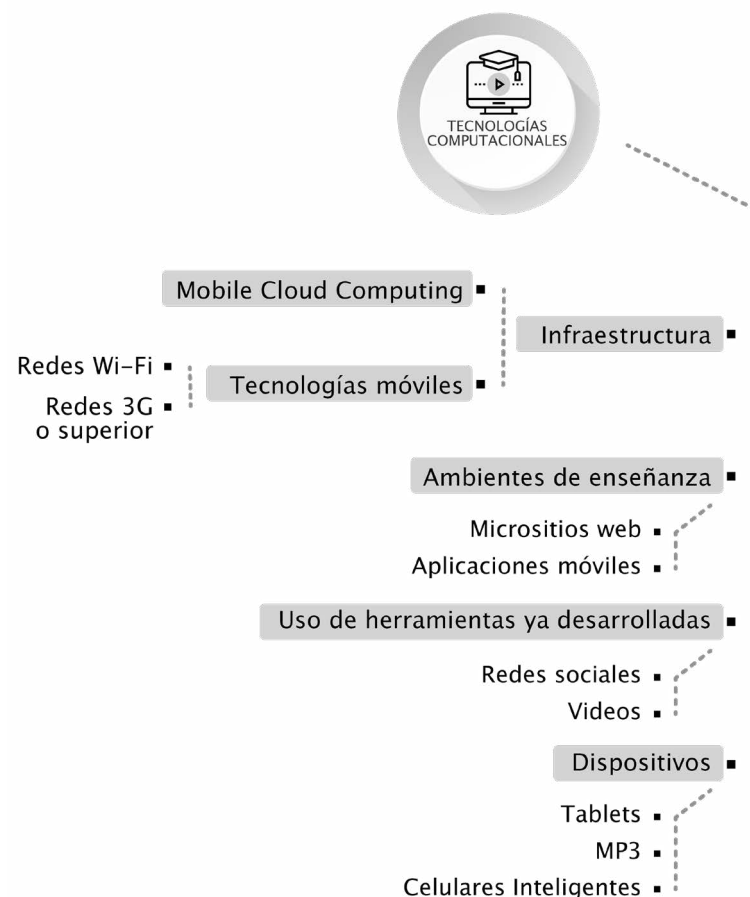 TECNOLOGÍAS
COMPUTACIONALES
Mobile Cloud Computing
Infraestructura
Redes Wi-Fi
Tecnologías móviles
Redes 3G
o superior
Ambientes de enseñanza
Micrositios web
Aplicaciones móviles
Uso de herramientas ya desarrolladas
Redes sociales
Videos
Dispositivos
Tablets
MP3
Celulares Inteligentes